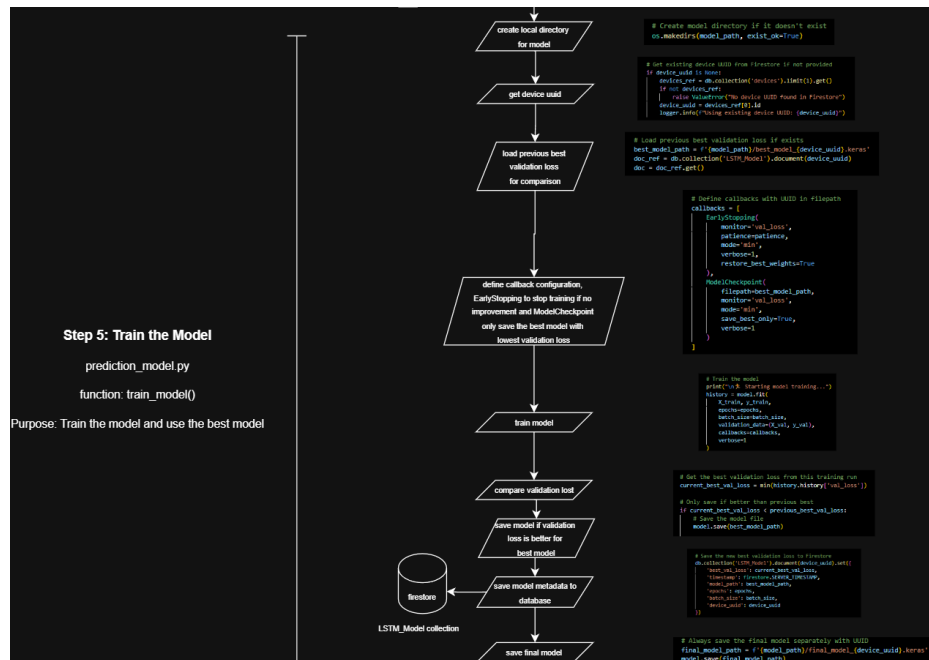 create local directory
for model
# Create model directory if it doesn't exist
os.makedirs(model_path, exist_ok=True)
get device uuid
# Get existing device UUID from Firestore if not provided
if device_uuid is None:
devices_ref = db.collection('devices').limit(1).get()
if not devices_ref:
raise ValueError("No device UUID found in Firestore")
device_uuid = devices_ref[0].id
logger.info(f"Using existing device UUID: {device_uuid}")
load previous best
validation loss
for comparison
# Load previous best validation loss if exists
best_model_path = f'{model_path}/best_model_{device_uuid}.keras'
doc_ref = db.collection('LSTM_Model').document(device_uuid)
doc = doc_ref.get()
define callback configuration,
EarlyStopping to stop training if no
improvement and ModelCheckpoint
only save the best model with
lowest validation loss
# Define callbacks with UUID in filepath
callbacks = [
EarlyStopping(
monitor='val_loss',
patience=patience,
mode='min',
verbose=1,
restore_best_weights=True
),
ModelCheckpoint(
filepath=best_model_path,
monitor='val_loss',
mode='min',
save_best_only=True,
verbose=1
)
]
Step 5: Train the Model
prediction_model.py
function: train_model()
Purpose: Train the model and use the best model
train model
# Train the model
print("\n Starting model training...")
history = model.fit(
X_train, y_train,
epochs=epochs,
batch_size=batch_size,
validation_data=(X_val, y_val),
callbacks=callbacks,
verbose=1
)
compare validation lost
# Get the best validation loss from this training run
current_best_val_loss = min(history.history['val_loss'])
# Only save if better than previous best
if current_best_val_loss < previous_best_val_loss:
# Save the model file
model.save(best_model_path)
save model if validation
loss is better for
best model
save model metadata to
database
# Save the new best validation loss to Firestore
db.collection('LSTM_Model').document(device_uuid).set({
'best_val_loss': current_best_val_loss,
'timestamp': firestore.SERVER_TIMESTAMP,
'model_path': best_model_path,
'epochs': epochs,
'batch_size': batch_size,
'device_uuid': device_uuid
})
firestore
LSTM_Model collection
save final model
# Always save the final model separately with UUID
final_model_path = f'{model_path}/final_model_{device_uuid}.keras'
model.save(final_model_path)